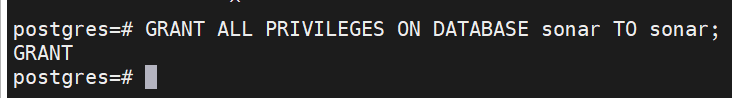 postgres=# GRANT ALL PRIVILEGES ON DATABASE sonar TO sonar;
GRANT
postgres=#